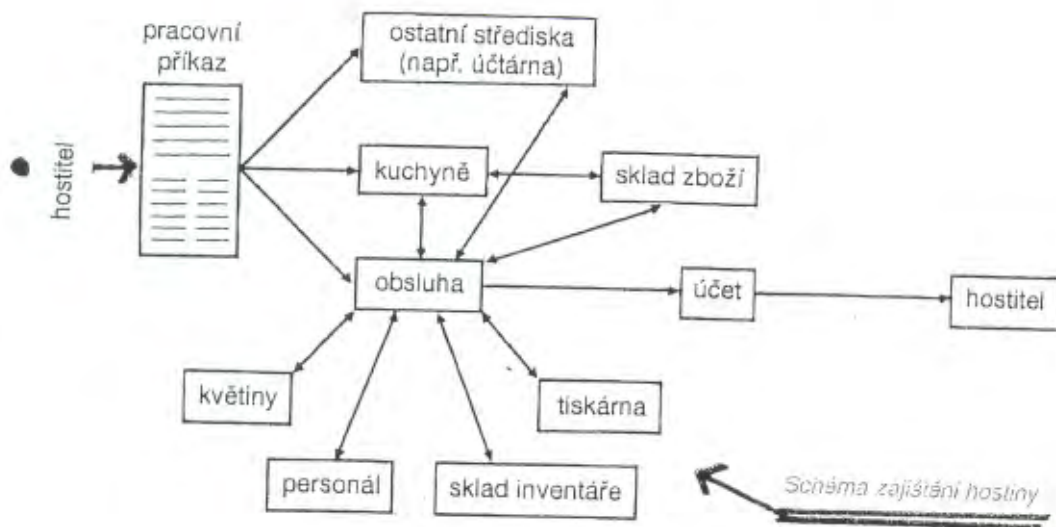 pracovní
příkaz
ostatní střediska
(např. účtárna)
hostitel
kuchyně
sklad zboží
obsluha
účet
hostitel
květiny
tiskárna
personál
sklad inventáře
Schéma zajištění hostiny